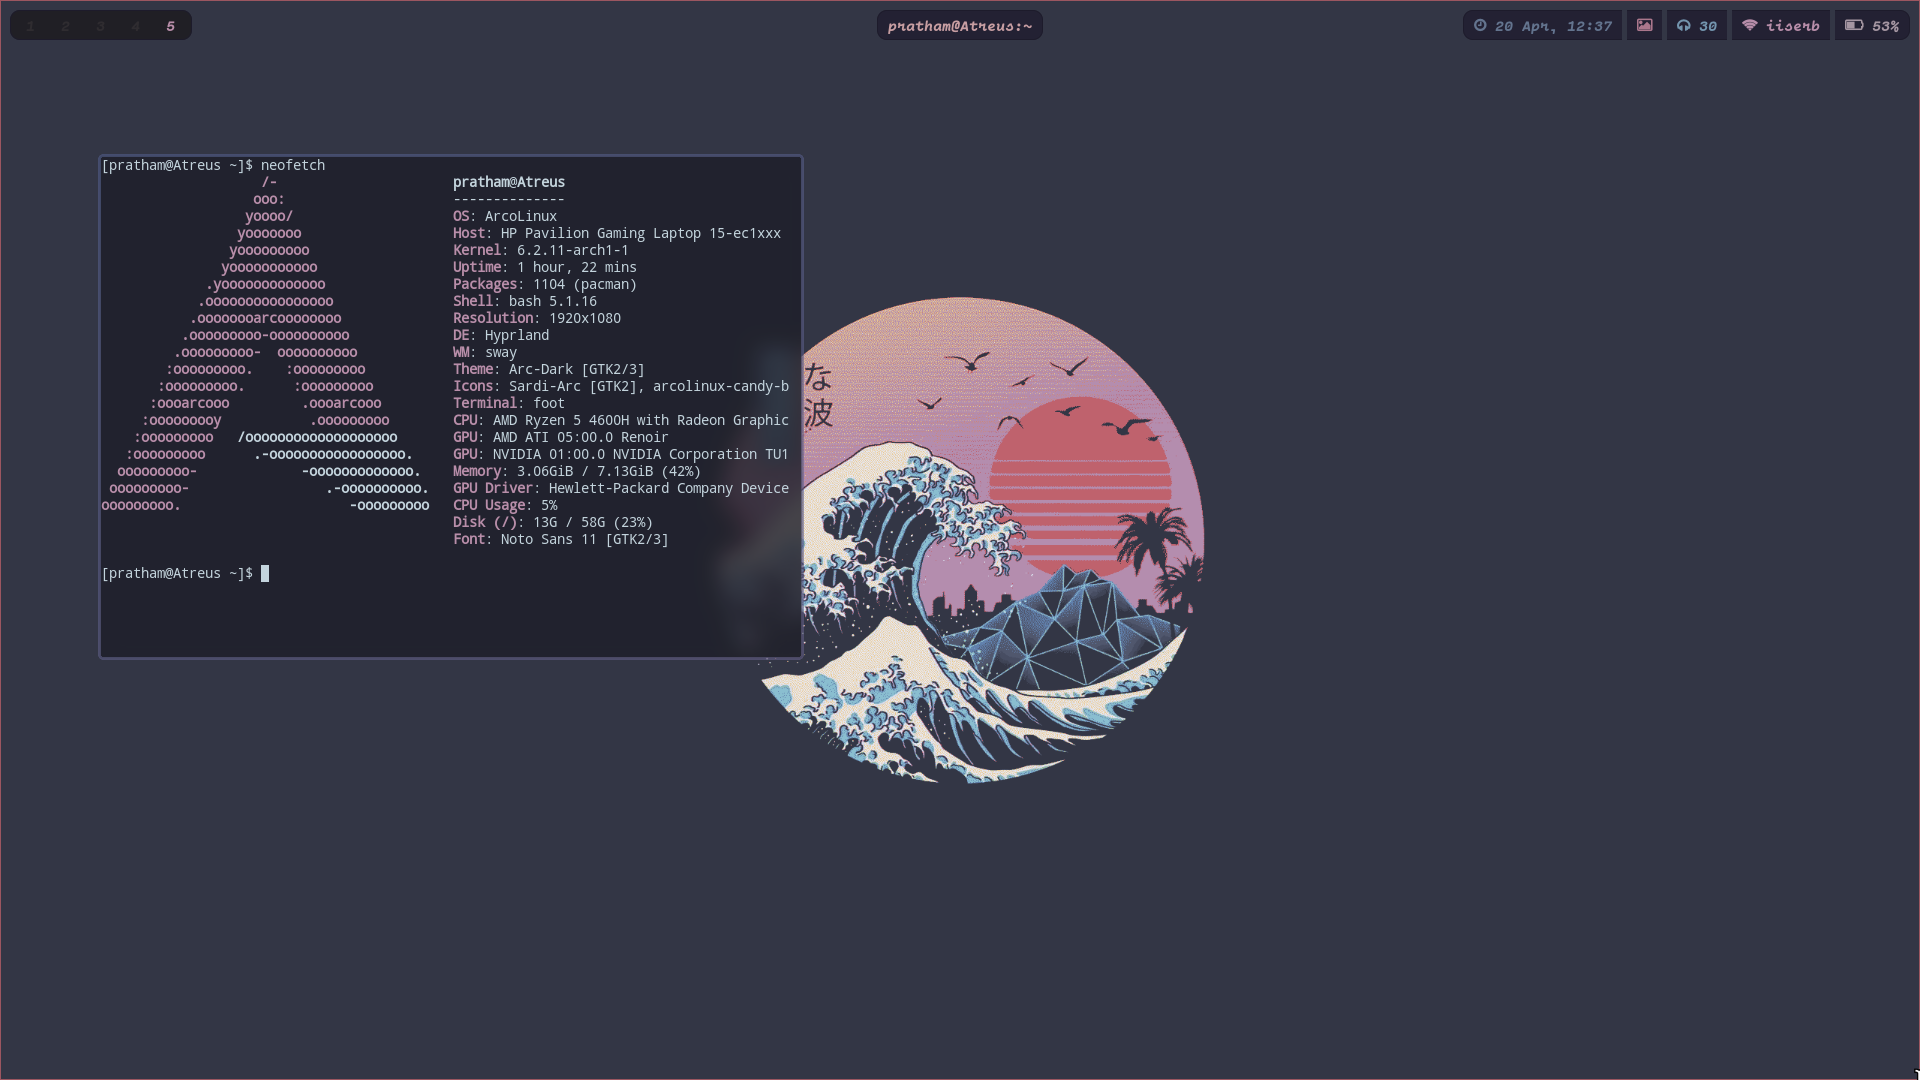 1 2 3 4 5
pratham@Atreus:~
20 Apr, 12:37
30
iiserb
53%
[pratham@Atreus ~]$ neofetch
/-
ooo:
yoooo/
yooooooo
yooooooooo
yooooooooooo
.yooooooooooooo
.oooooooooooooooo
.oooooooarcoooooooo
.ooooooooo-oooooooooo
.ooooooooo-  oooooooooo
:ooooooooo.    :ooooooooo
:ooooooooo.      :ooooooooo
:oooarcooo         .oooarcooo
:ooooooooy           .ooooooooo
:ooooooooo   /ooooooooooooooooooo
:ooooooooo      .-ooooooooooooooooo.
ooooooooo-             -ooooooooooooo.
ooooooooo-                 .-oooooooooo.
ooooooooo.                     -ooooooooo
pratham@Atreus
--------------
OS: ArcoLinux
Host: HP Pavilion Gaming Laptop 15-ec1xxx
Kernel: 6.2.11-arch1-1
Uptime: 1 hour, 22 mins
Packages: 1104 (pacman)
Shell: bash 5.1.16
Resolution: 1920x1080
DE: Hyprland
WM: sway
Theme: Arc-Dark [GTK2/3]
Icons: Sardi-Arc [GTK2], arcolinux-candy-b
Terminal: foot
CPU: AMD Ryzen 5 4600H with Radeon Graphic
GPU: AMD ATI 05:00.0 Renoir
GPU: NVIDIA 01:00.0 NVIDIA Corporation TU1
Memory: 3.06GiB / 7.13GiB (42%)
GPU Driver: Hewlett-Packard Company Device
CPU Usage: 5%
Disk (/): 13G / 58G (23%)
Font: Noto Sans 11 [GTK2/3]
[pratham@Atreus ~]$
な
波